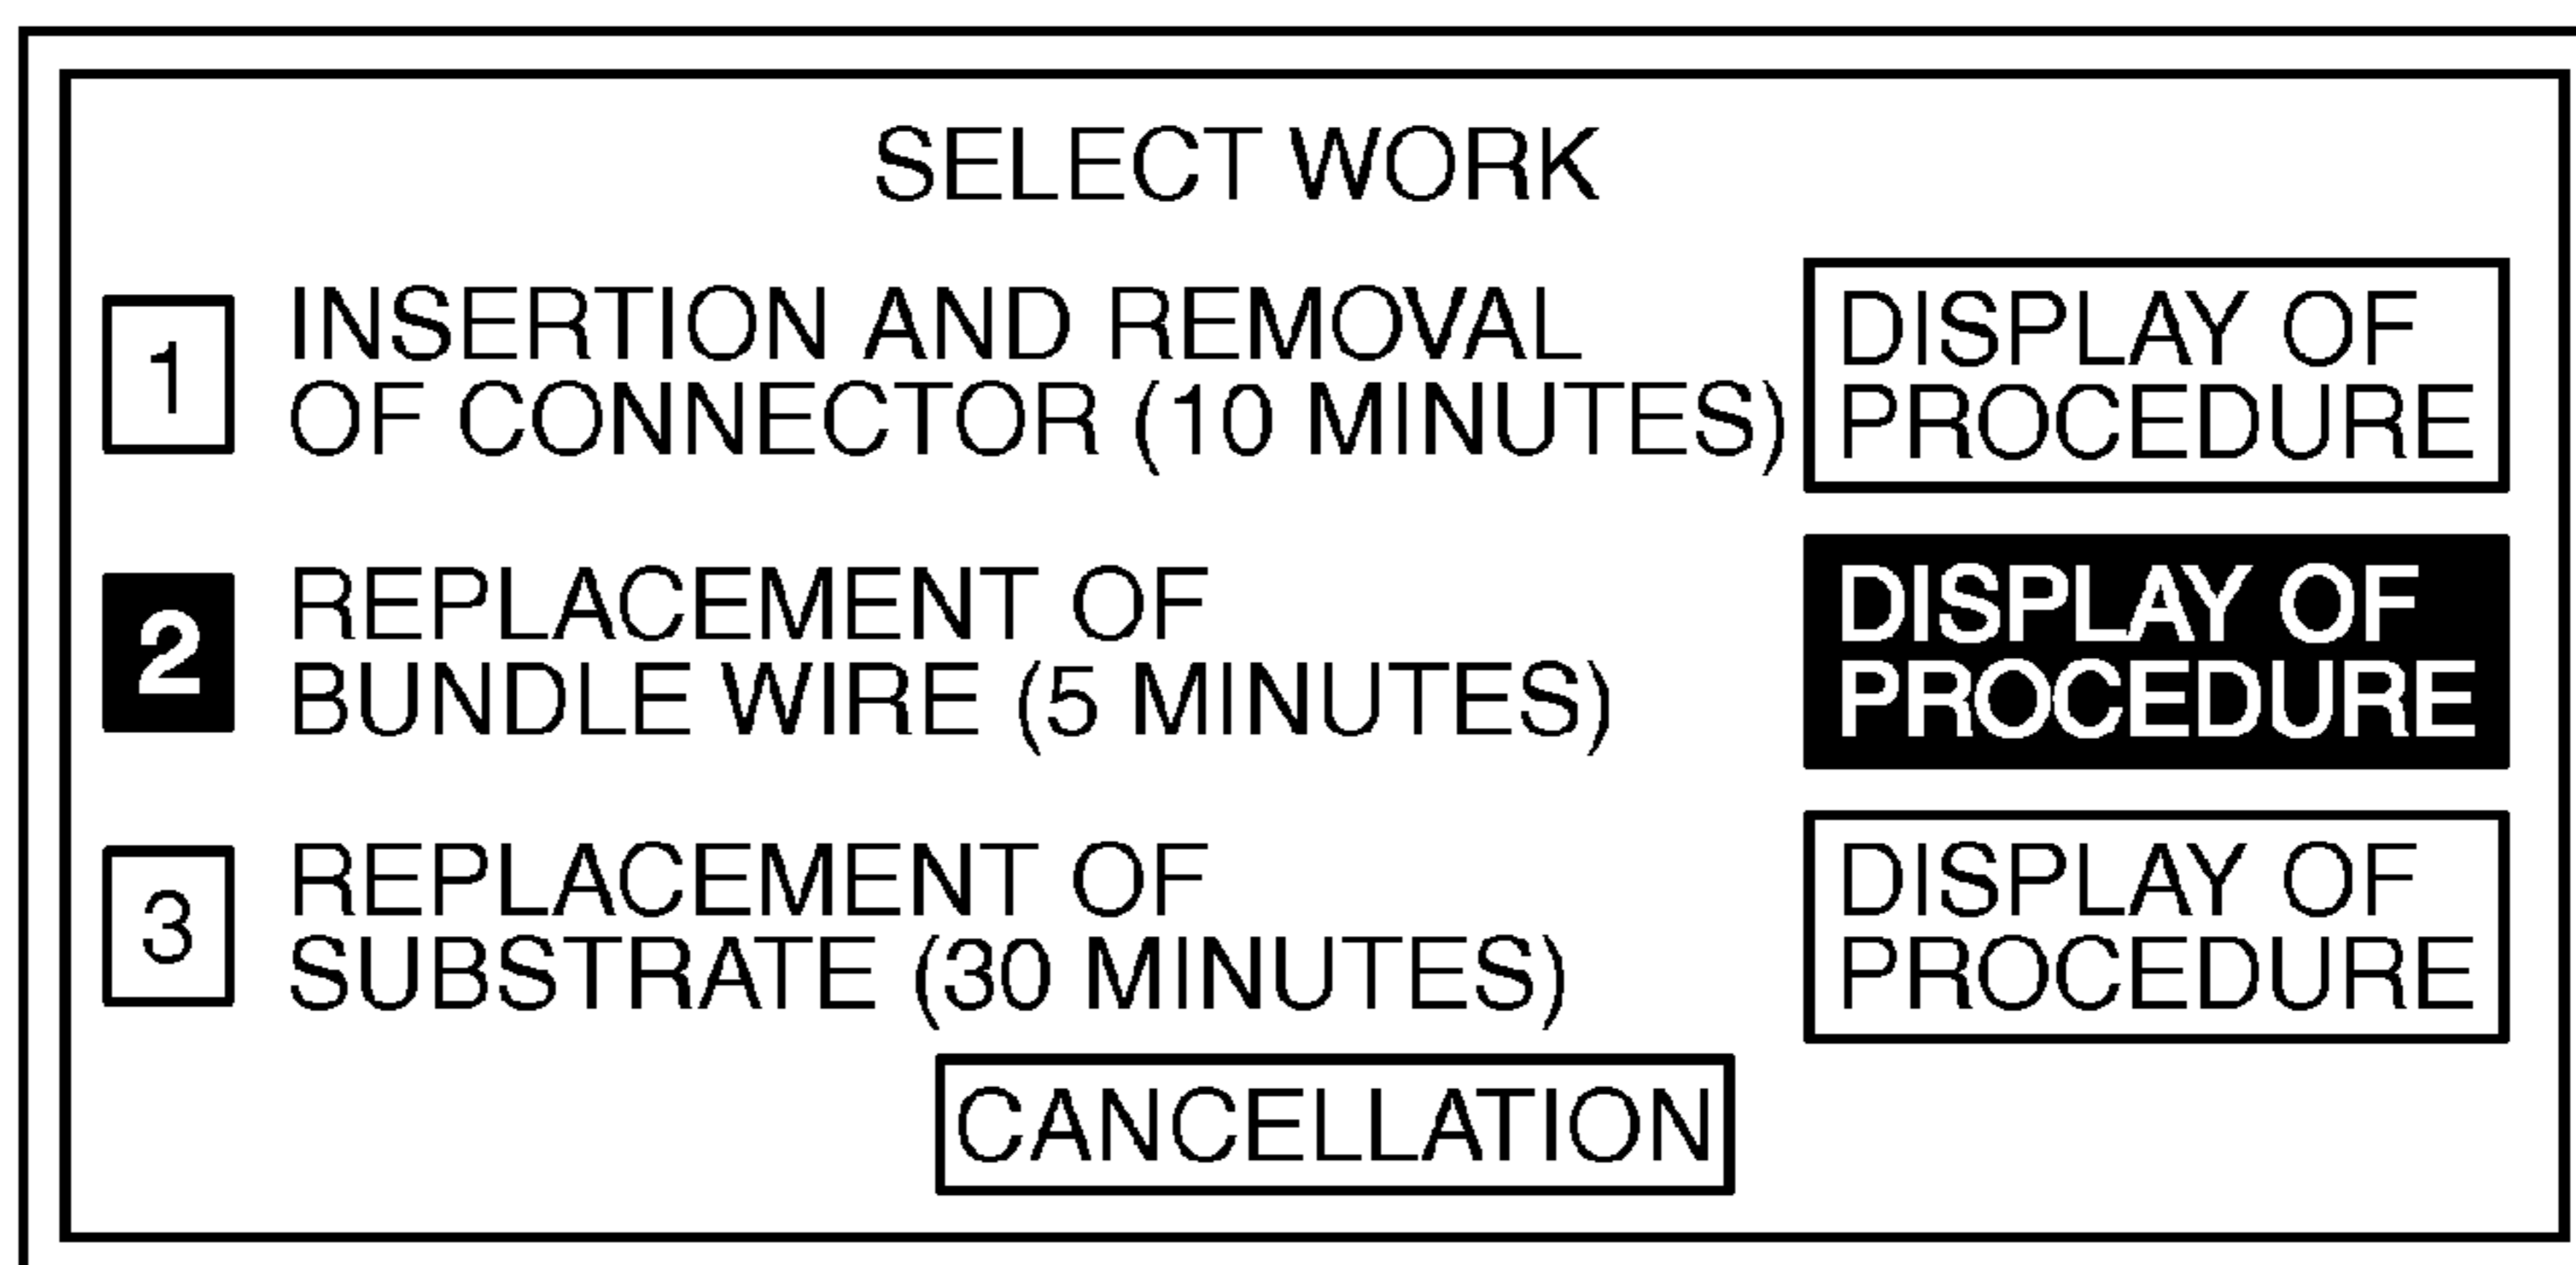 SELECT WORK
1
INSERTION AND REMOVAL
OF CONNECTOR (10 MINUTES)
DISPLAY OF
PROCEDURE
2
REPLACEMENT OF
BUNDLE WIRE (5 MINUTES)
DISPLAY OF
PROCEDURE
3
REPLACEMENT OF
SUBSTRATE (30 MINUTES)
DISPLAY OF
PROCEDURE
CANCELLATION